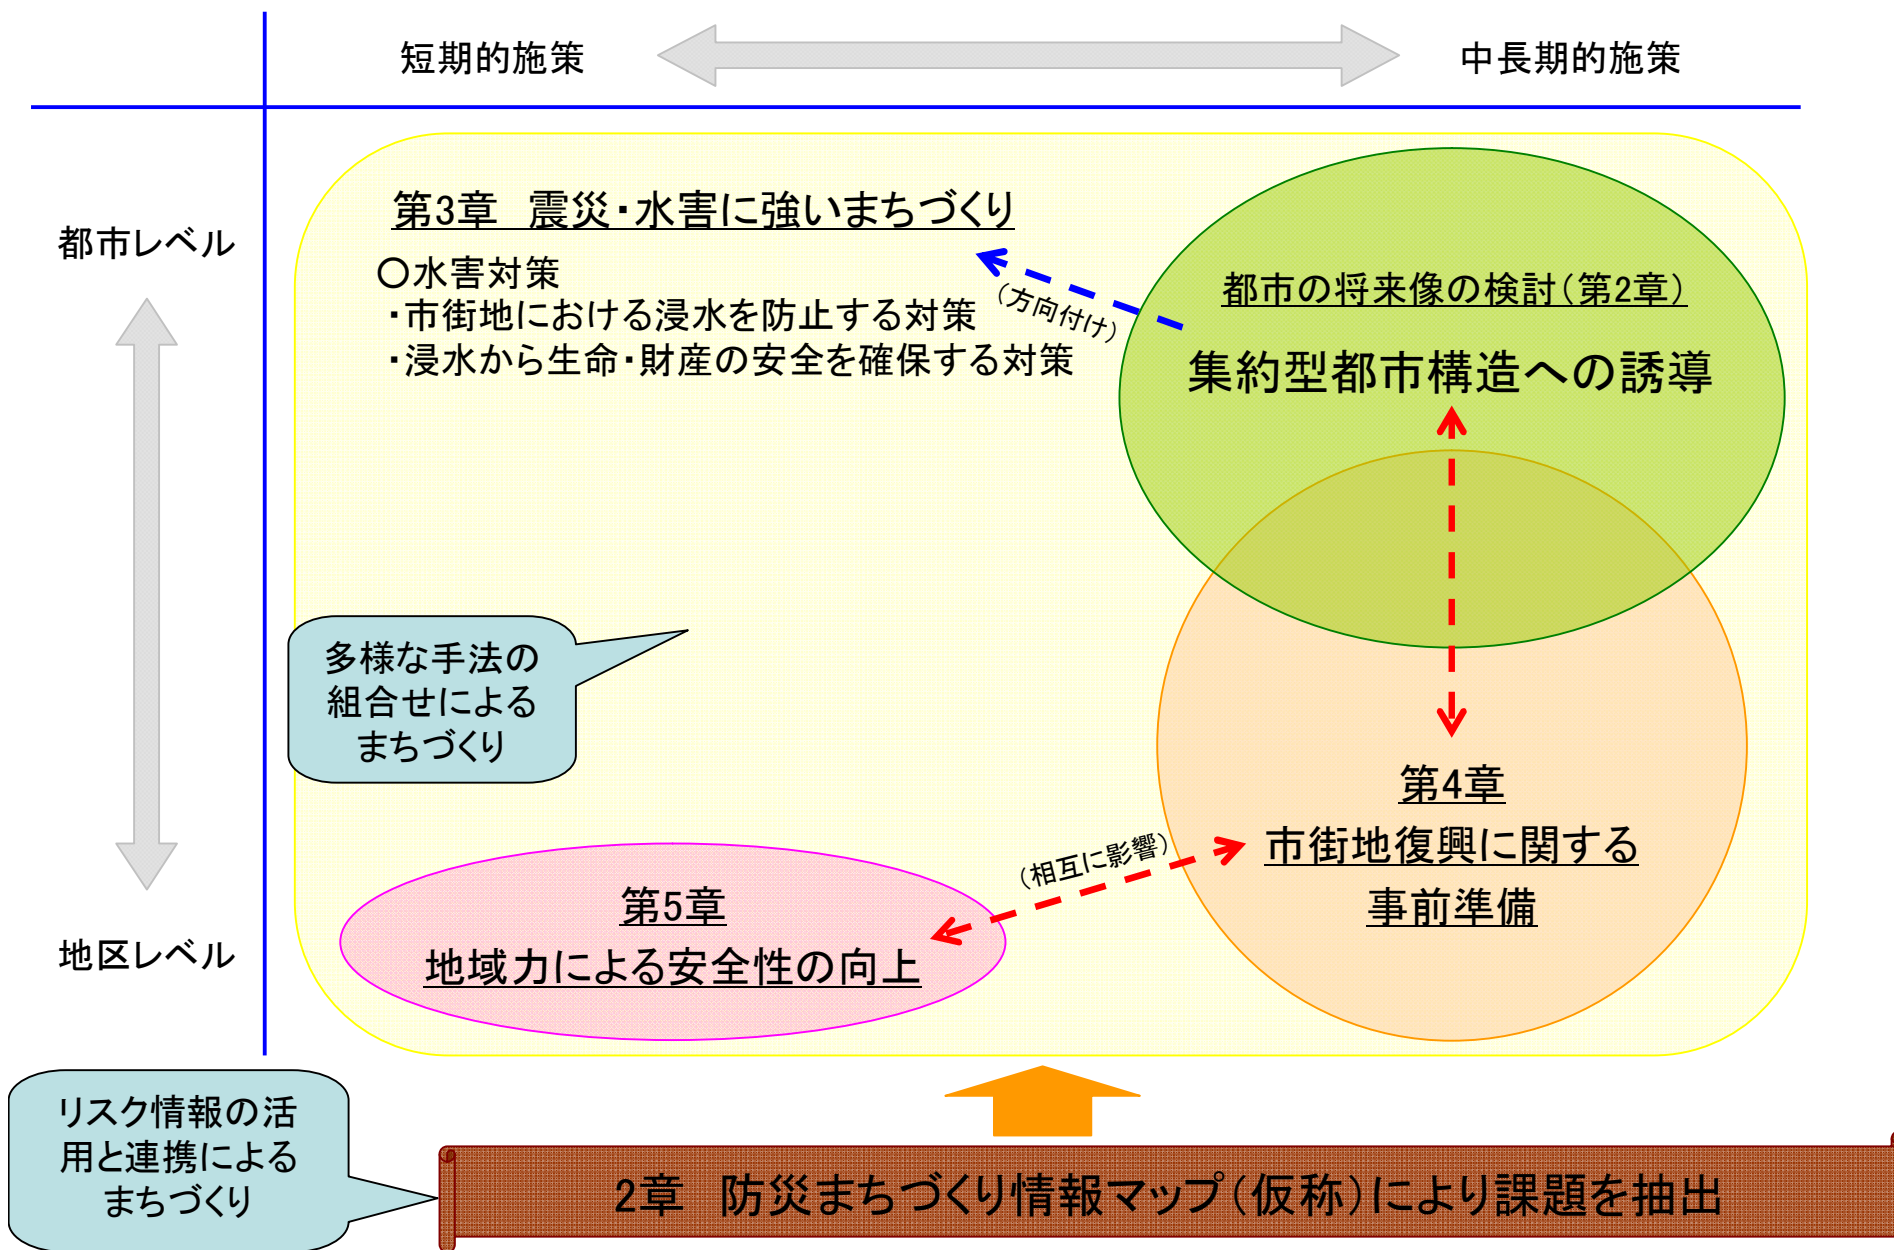 短期的施策
中長期的施策
都市レベル
地区レベル
第3章　震災・水害に強いまちづくり
○水害対策
・市街地における浸水を防止する対策
・浸水から生命・財産の安全を確保する対策
（方向付け）
都市の将来像の検討（第2章）
集約型都市構造への誘導
多様な手法の
組合せによる
まちづくり
第4章
市街地復興に関する
事前準備
（相互に影響）
第5章
地域力による安全性の向上
リスク情報の活
用と連携による
まちづくり
2章　防災まちづくり情報マップ（仮称）により課題を抽出